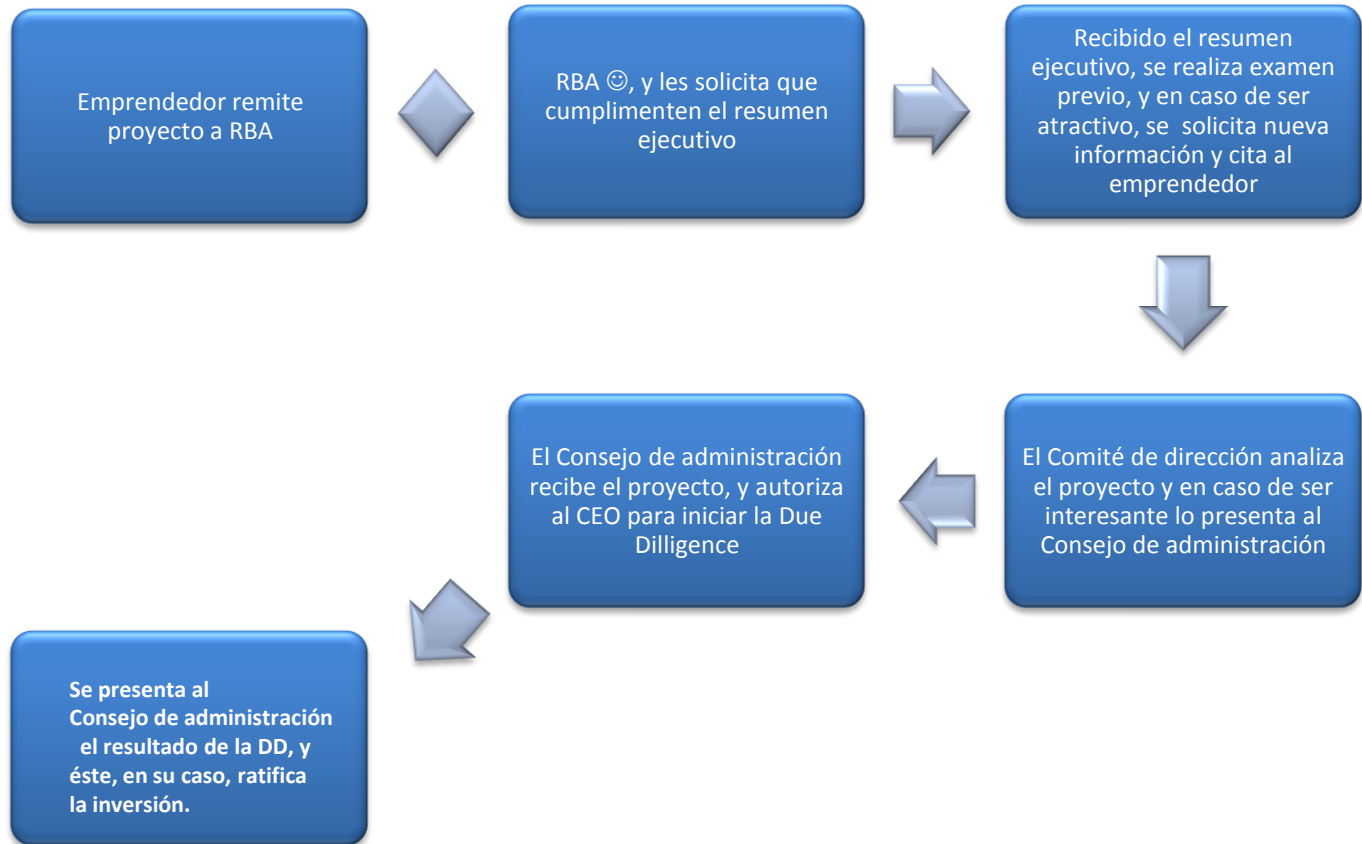 Emprendedor remite
proyecto a RBA
RBA ☺, y les solicita que
cumplimenten el resumen
ejecutivo
Recibido el resumen
ejecutivo, se realiza examen
previo, y en caso de ser
atractivo, se solicita nueva
información y cita al
emprendedor
El Comité de dirección analiza
el proyecto y en caso de ser
interesante lo presenta al
Consejo de administración
El Consejo de administración
recibe el proyecto, y autoriza
al CEO para iniciar la Due
Dilligence
Se presenta al
Consejo de administración
el resultado de la DD, y
éste, en su caso, ratifica
la inversión.